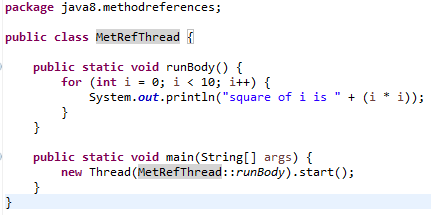 package java8.methodreferences;
public class MetRefThread {
public static void runBody() {
for (int i = 0; i < 10; i++) {
System.out.println("square of i is " + (i * i));
}
}
public static void main(String[] args) {
new Thread(MetRefThread::runBody).start();
}
}